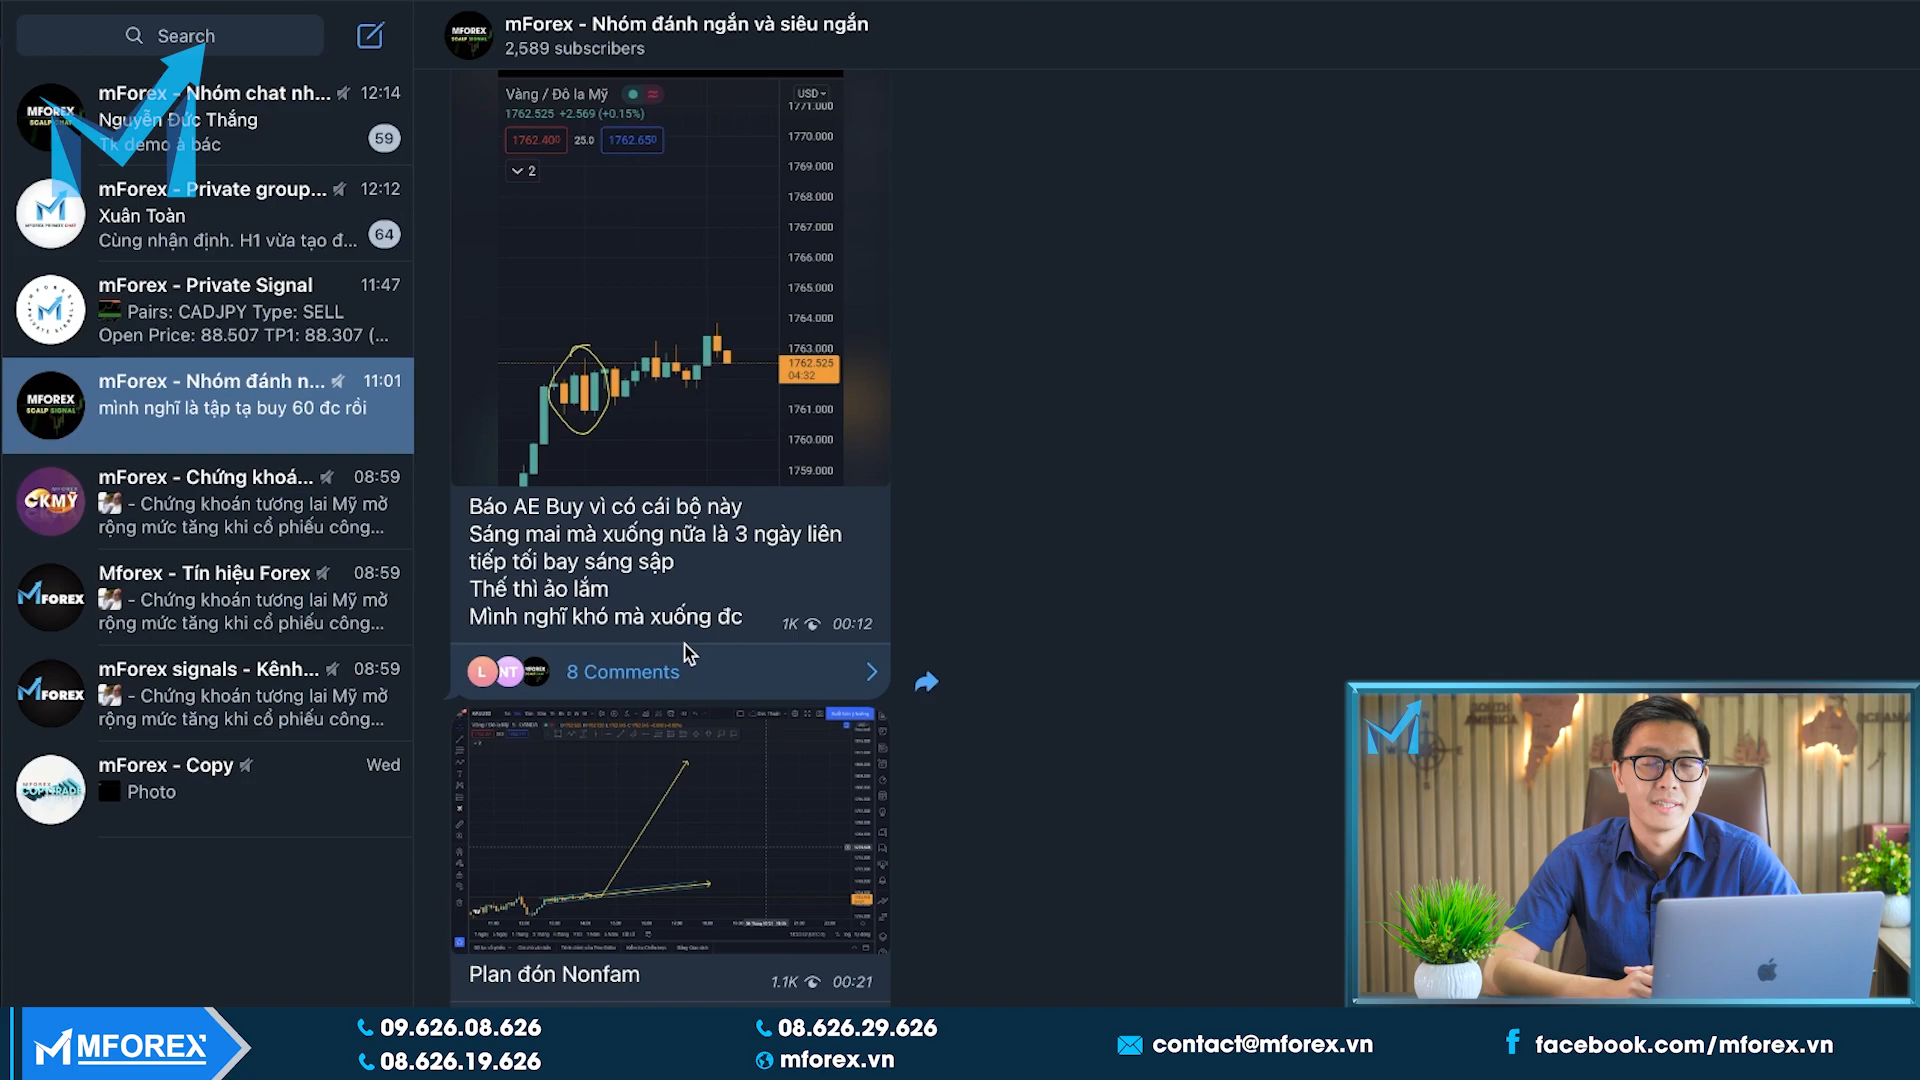 Search
mForex - Nhóm chat nh... 12:14
Nguyễn Đức Thắng
Tk demo à bác
59
mForex - Private group... 12:12
Xuân Toàn
Cùng nhận định. H1 vừa tạo đ...
64
mForex - Private Signal 11:47
Pairs: CADJPY Type: SELL
Open Price: 88.507 TP1: 88.307 (...
mForex - Nhóm đánh n... 11:01
mình nghĩ là tập tạ buy 60 đc rồi
mForex - Chứng khoá... 08:59
- Chứng khoán tương lai Mỹ mở
rộng mức tăng khi cổ phiếu công...
Mforex - Tín hiệu Forex 08:59
- Chứng khoán tương lai Mỹ mở
rộng mức tăng khi cổ phiếu công...
mForex signals - Kênh... 08:59
- Chứng khoán tương lai Mỹ mở
rộng mức tăng khi cổ phiếu công...
mForex - Copy Wed
Photo
MFOREX
SCALP SIGNAL
CKMỸ
MFOREX
MFOREX
mForex - Nhóm đánh ngắn và siêu ngắn
2,589 subscribers
Vàng / Đô la Mỹ
USD
1762.525 +2.569 (+0.15%)
1762.400 25.0 1762.650
2
1771.000
1770.000
1769.000
1768.000
1767.000
1766.000
1765.000
1764.000
1763.000
1762.525
04:32
1761.000
1760.000
1759.000
Báo AE Buy vì có cái bộ này
Sáng mai mà xuống nữa là 3 ngày liên
tiếp tối bay sáng sập
Thế thì ảo lắm
Mình nghĩ khó mà xuống đc
1K 00:12
L NT
8 Comments
Plan đón Nonfam
1.1K 00:21
MFOREX
09.626.08.626
08.626.19.626
08.626.29.626
mforex.vn
contact@mforex.vn
facebook.com/mforex.vn